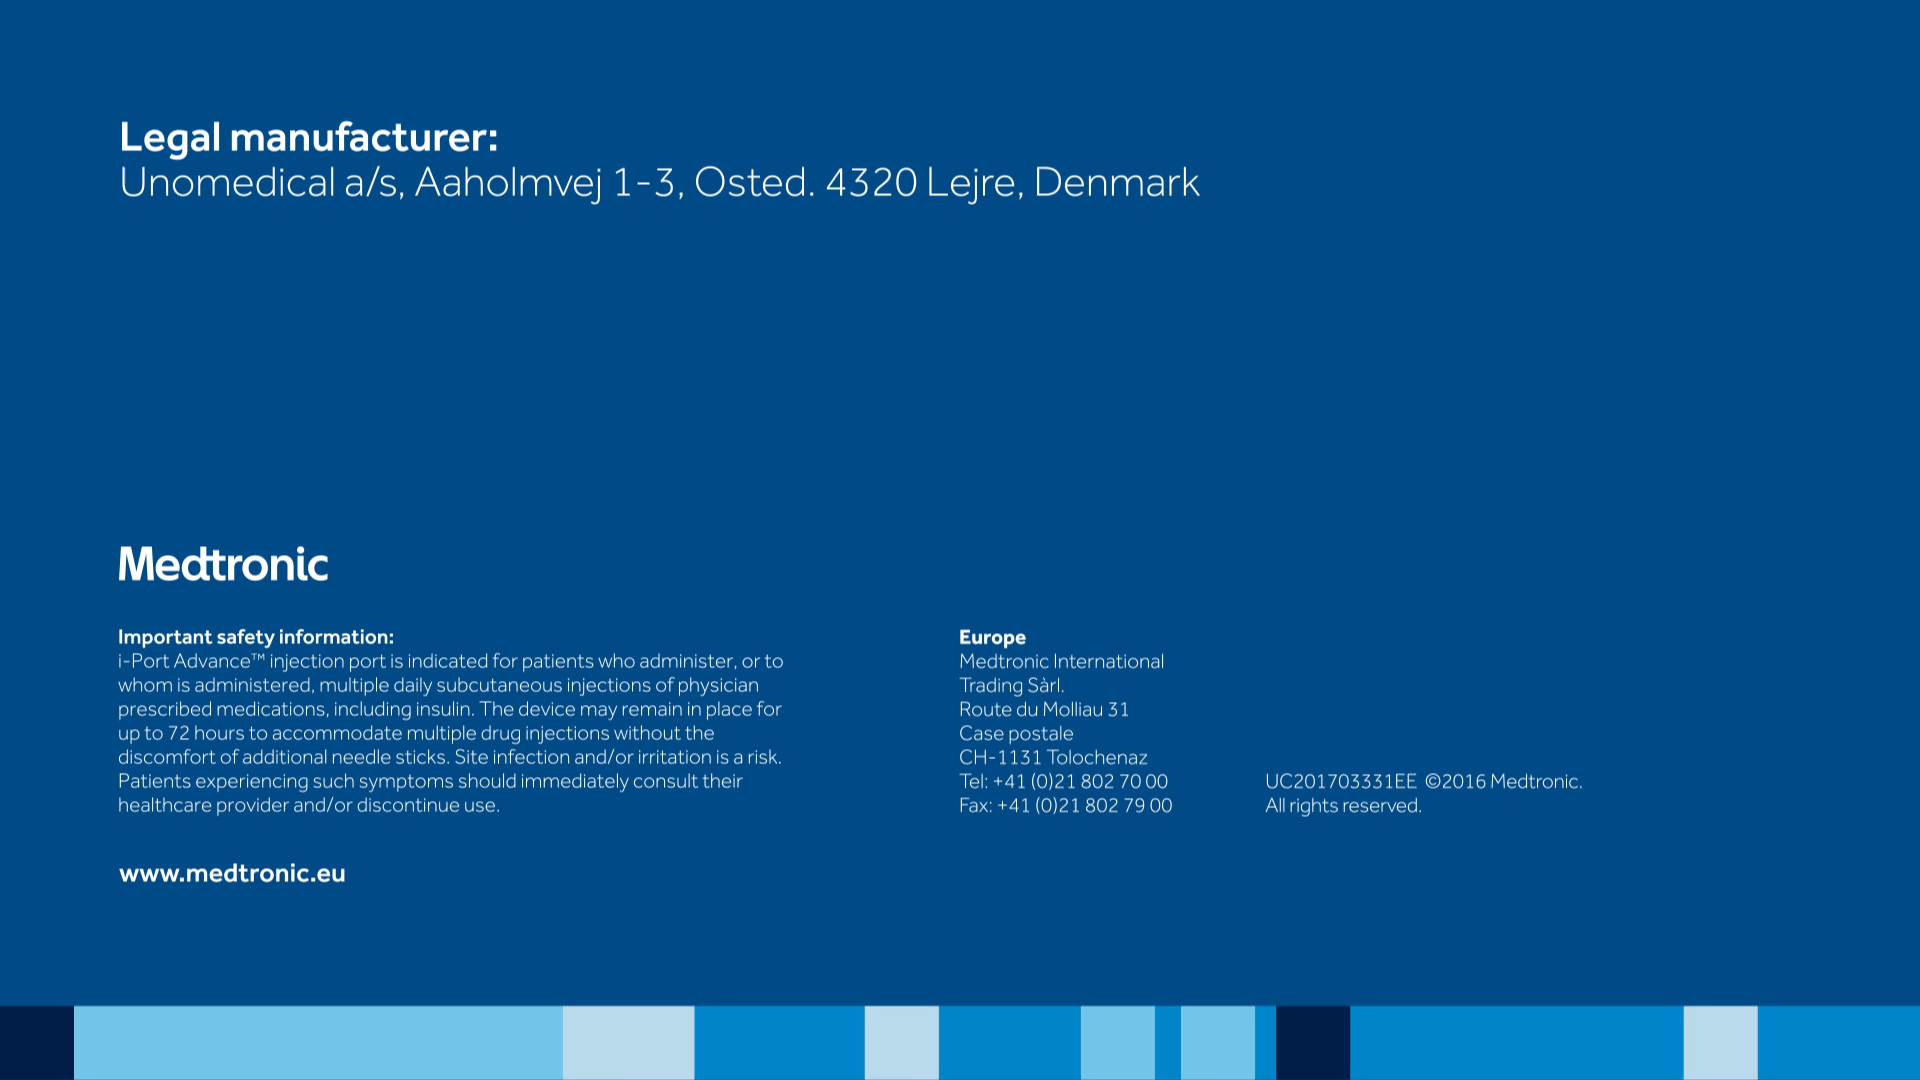 Legal manufacturer:
Unomedical a/s, Aaholmvej 1-3, Osted. 4320 Lejre, Denmark
Medtronic
Important safety information:
i-Port Advance™ injection port is indicated for patients who administer, or to
whom is administered, multiple daily subcutaneous injections of physician
prescribed medications, including insulin. The device may remain in place for
up to 72 hours to accommodate multiple drug injections without the
discomfort of additional needle sticks. Site infection and/or irritation is a risk.
Patients experiencing such symptoms should immediately consult their
healthcare provider and/or discontinue use.
www.medtronic.eu
Europe
Medtronic International
Trading Sàrl.
Route du Molliau 31
Case postale
CH-1131 Tolochenaz
Tel: +41 (0)21 802 70 00
Fax: +41 (0)21 802 79 00
UC201703331EE ©2016 Medtronic.
All rights reserved.